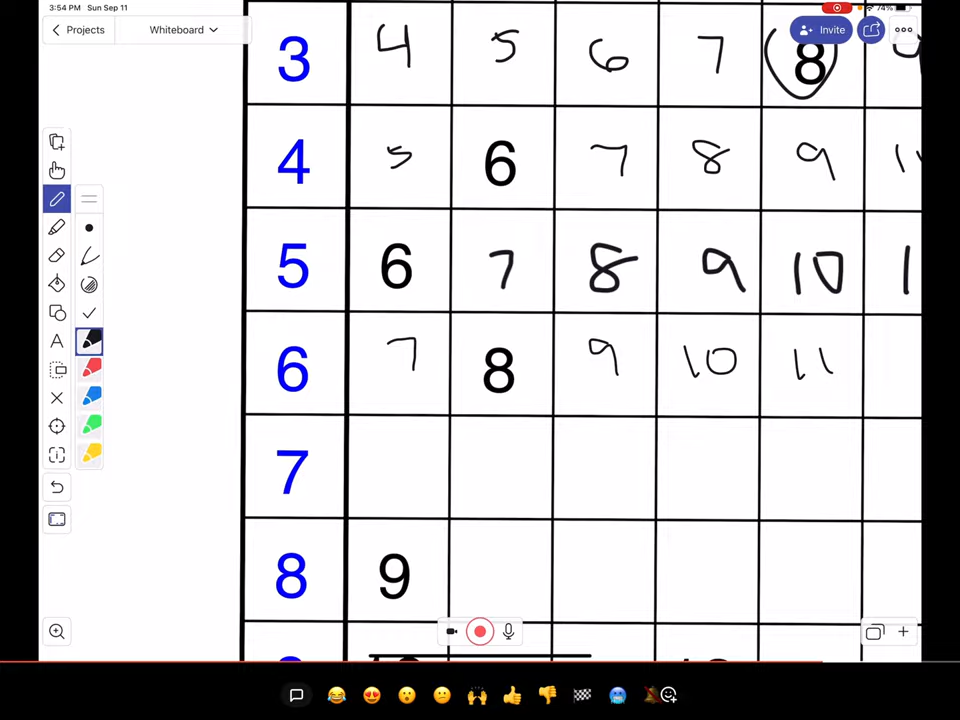 3:54 PM Sun Sep 11
74%
Projects
Whiteboard
Invite
3 4 5 6 7 8
4 5 6 7 8 9
5 6 7 8 9 10
6 7 8 9 10 11
7
8 9
A